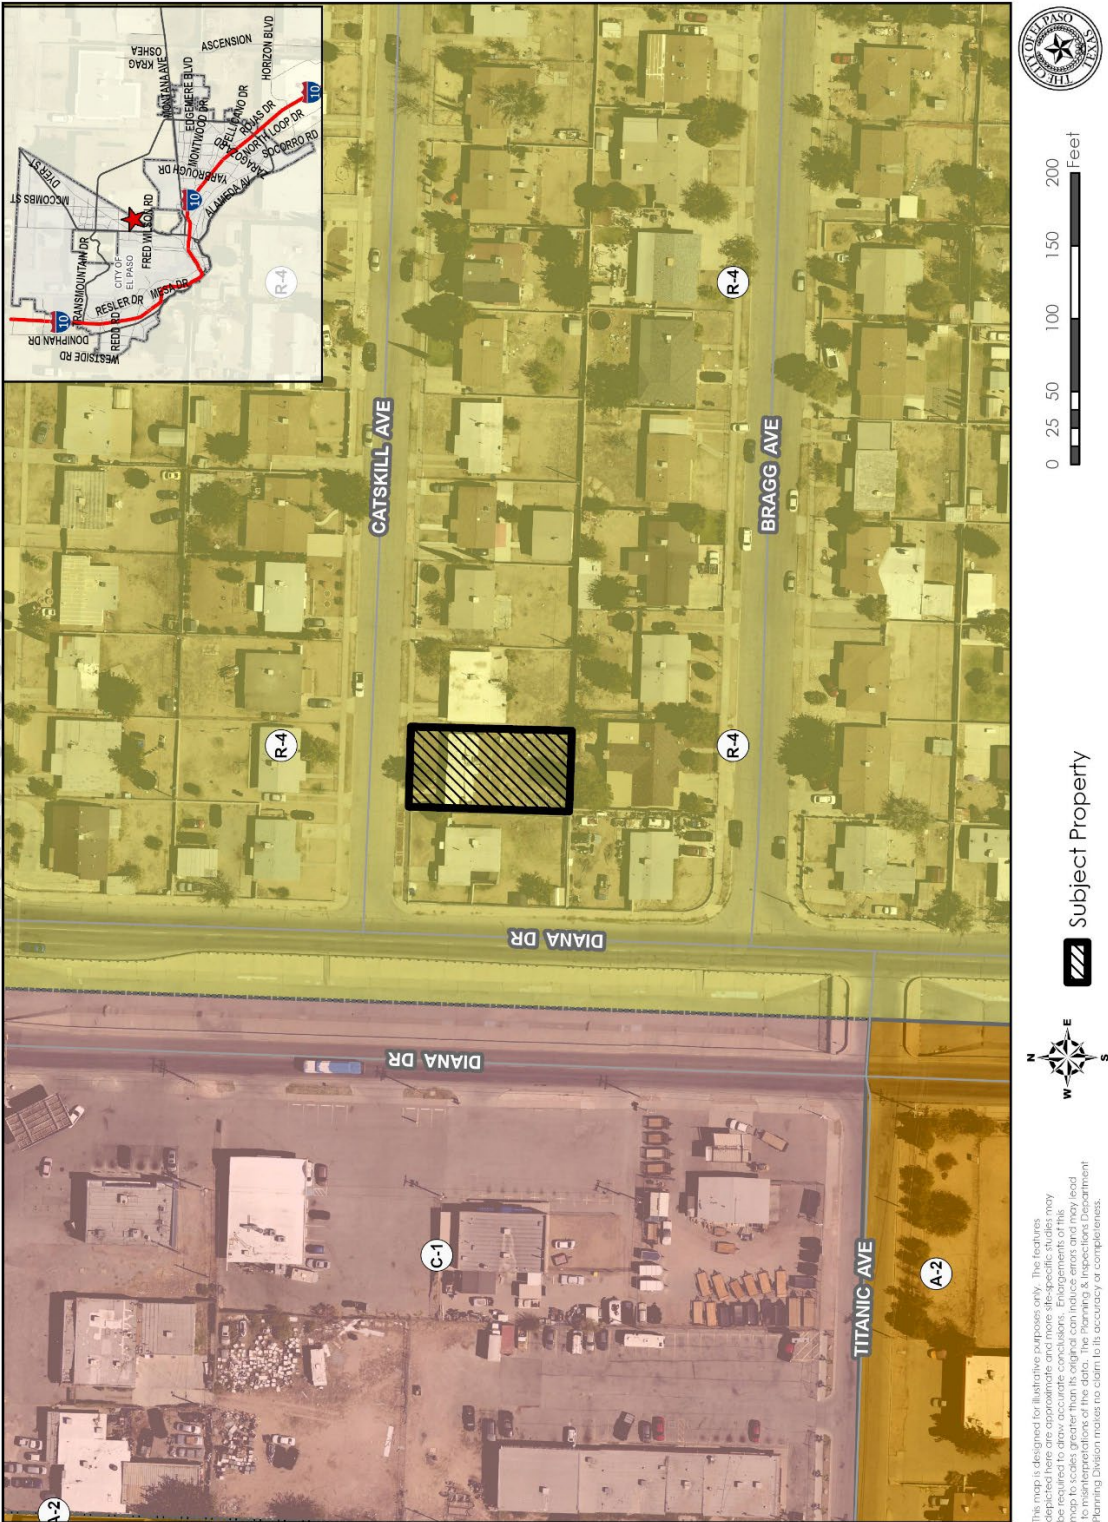 MONTANA AVE
KRAG
OSHEA
ASCENSION
EDGEMERE BLVD
HORIZON BLVD
MONTWOOD DR
PELLICANO DR
ROJAS DR
NORTH LOOP DR
SOCORRO RD
YARBROUGH DR
ALAMEDA AV
DYER ST
MCCOMBS ST
FRED WILSON RD
TRANSMOUNTAIN DR
CITY OF
EL PASO
RESLER DR
MESA DR
REDD RD
DONIPHAN DR
WESTSIDE RD
10
10
10
R-4
CATSKILL AVE
BRAGG AVE
R-4
R-4
R-4
DIANA DR
DIANA DR
C-1
TITANIC AVE
A-2
A-2
This map is designed for illustrative purposes only. The features
depicted here are approximate and more site-specific studies may
be required to draw accurate conclusions. Enlargements of this
map to scales greater than its original can induce errors and may lead
to misinterpretations of the data. The Planning & Inspections Department
Planning Division makes no claim to its accuracy or completeness.
N
W E
S
Subject Property
0 25 50 100 150 200
Feet
THE CITY OF EL PASO
TEXAS